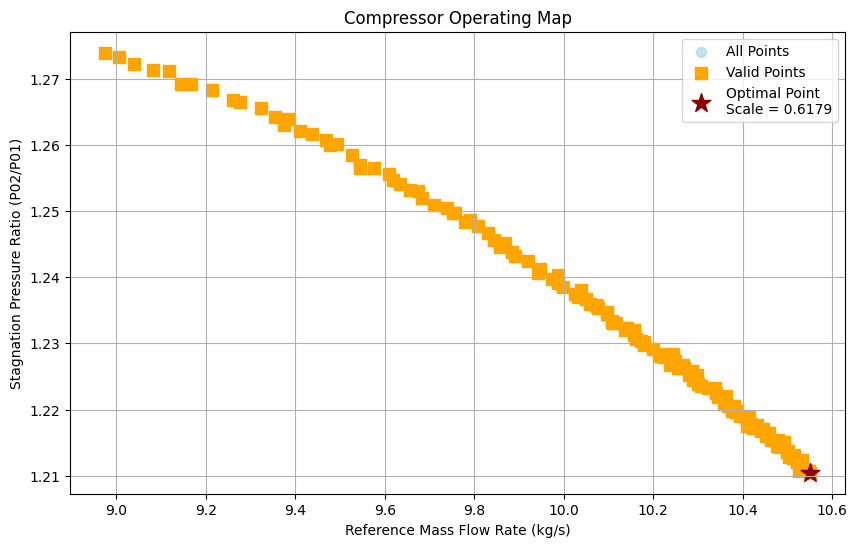 Compressor Operating Map
Stagnation Pressure Ratio (P02/P01)
1.27
1.26
1.25
1.24
1.23
1.22
1.21
All Points
Valid Points
Optimal Point
Scale = 0.6179
9.0 9.2 9.4 9.6 9.8 10.0 10.2 10.4 10.6
Reference Mass Flow Rate (kg/s)